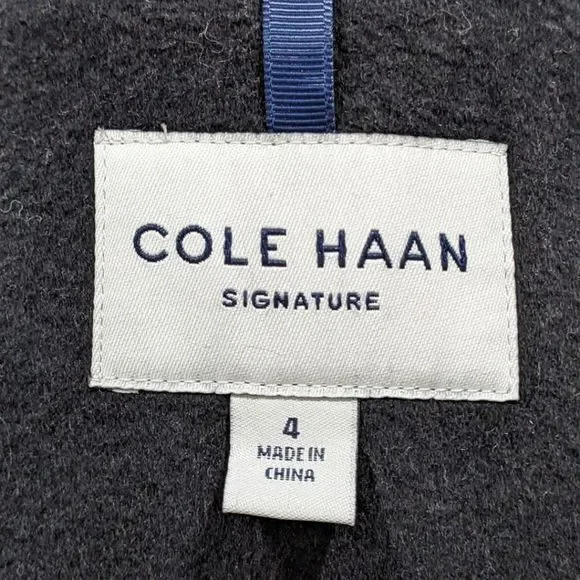 COLE HAAN
SIGNATURE
4
MADE IN
CHINA